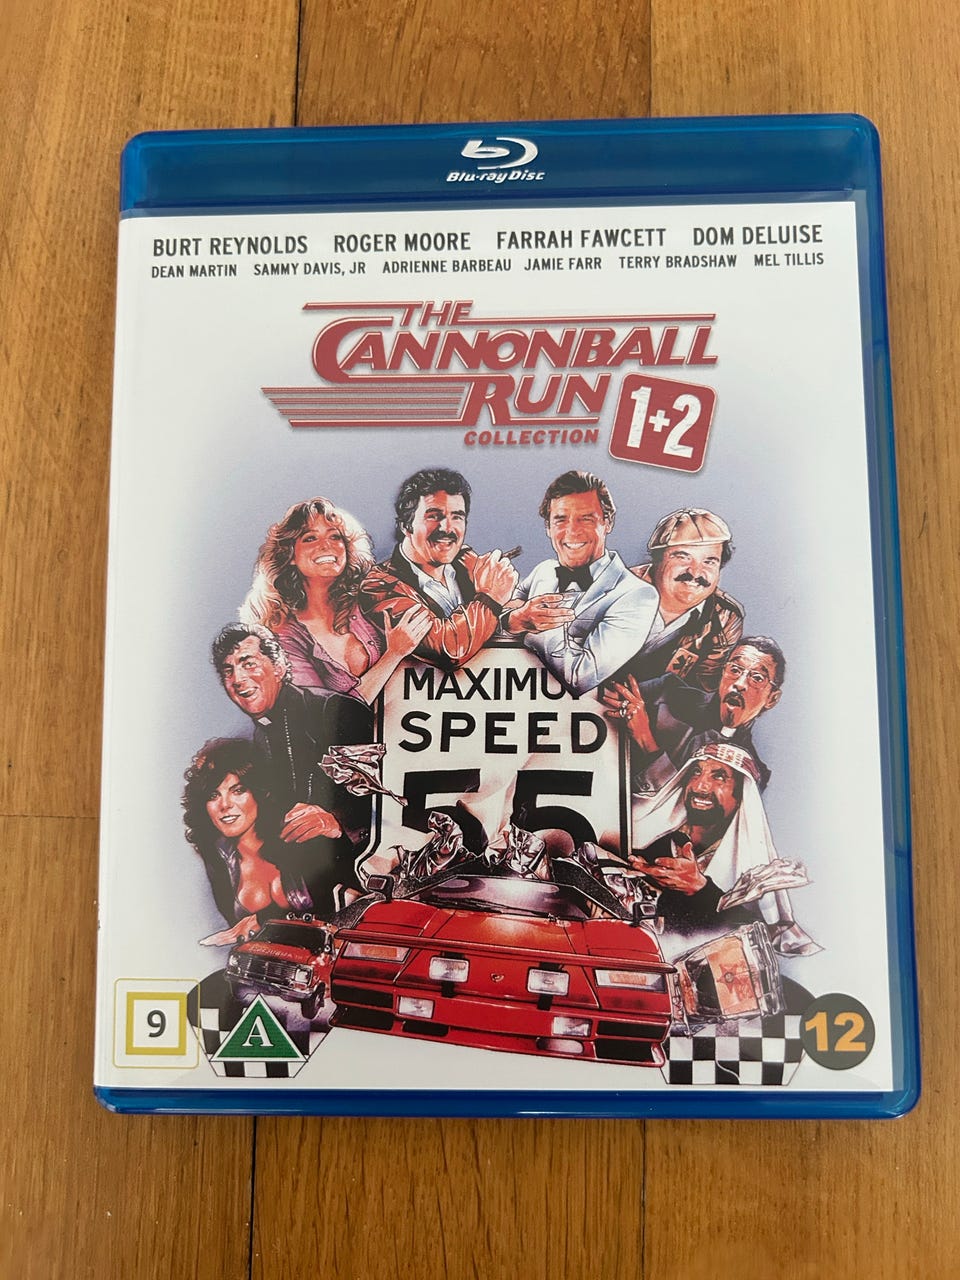 Blu-ray Disc
BURT REYNOLDS ROGER MOORE FARRAH FAWCETT DOM DELUISE
DEAN MARTIN SAMMY DAVIS, JR ADRIENNE BARBEAU JAMIE FARR TERRY BRADSHAW MEL TILLIS
THE
CANNONBALL
RUN 1+2
COLLECTION
MAXIMUM
SPEED
55
9
A
12